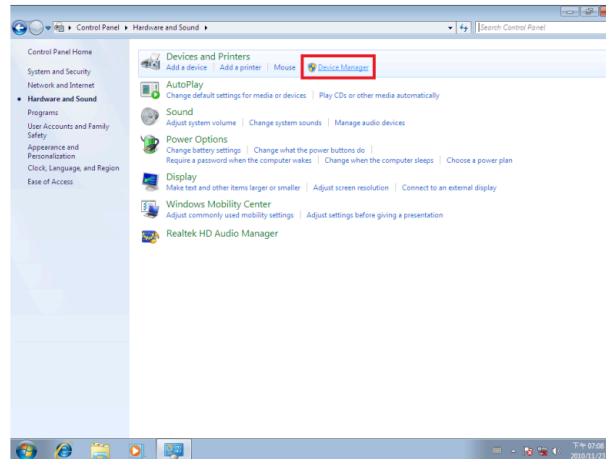 Control Panel ▸ Hardware and Sound ▸
Search Control Panel
Control Panel Home
System and Security
Network and Internet
Hardware and Sound
Programs
User Accounts and Family
Safety
Appearance and
Personalization
Clock, Language, and Region
Ease of Access
Devices and Printers
Add a device | Add a printer | Mouse | Device Manager
AutoPlay
Change default settings for media or devices | Play CDs or other media automatically
Sound
Adjust system volume | Change system sounds | Manage audio devices
Power Options
Change battery settings | Change what the power buttons do |
Require a password when the computer wakes | Change when the computer sleeps | Choose a power plan
Display
Make text and other items larger or smaller | Adjust screen resolution | Connect to an external display
Windows Mobility Center
Adjust commonly used mobility settings | Adjust settings before giving a presentation
Realtek HD Audio Manager
下午 07:08
2010/11/23